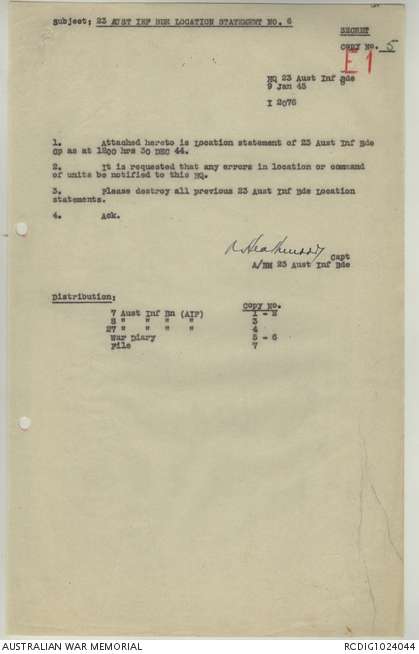 Subject; 23 AUST INF BDE LOCATION STATEMENT NO. 6
SECRET
COPY No. 5
E1
HQ 23 Aust Inf Bde
9 Jan 45
I 2076
1. Attached hereto is Location statement of 23 Aust Inf Bde
Gp as at 1200 hrs 30 DEC 44.
2. It is requested that any errors in location or command
of units be notified to this HQ.
3. Please destroy all previous 23 Aust Inf Bde Location
statements.
4. Ack.
Capt
A/BM 23 Aust Inf Bde
Distribution;
Copy No.
7 Aust Inf Bn (AIF) 1 - 2
8 " " " " 3
27 " " " " 4
War Diary 5 - 6
File 7
AUSTRALIAN WAR MEMORIAL RCDIG1024044